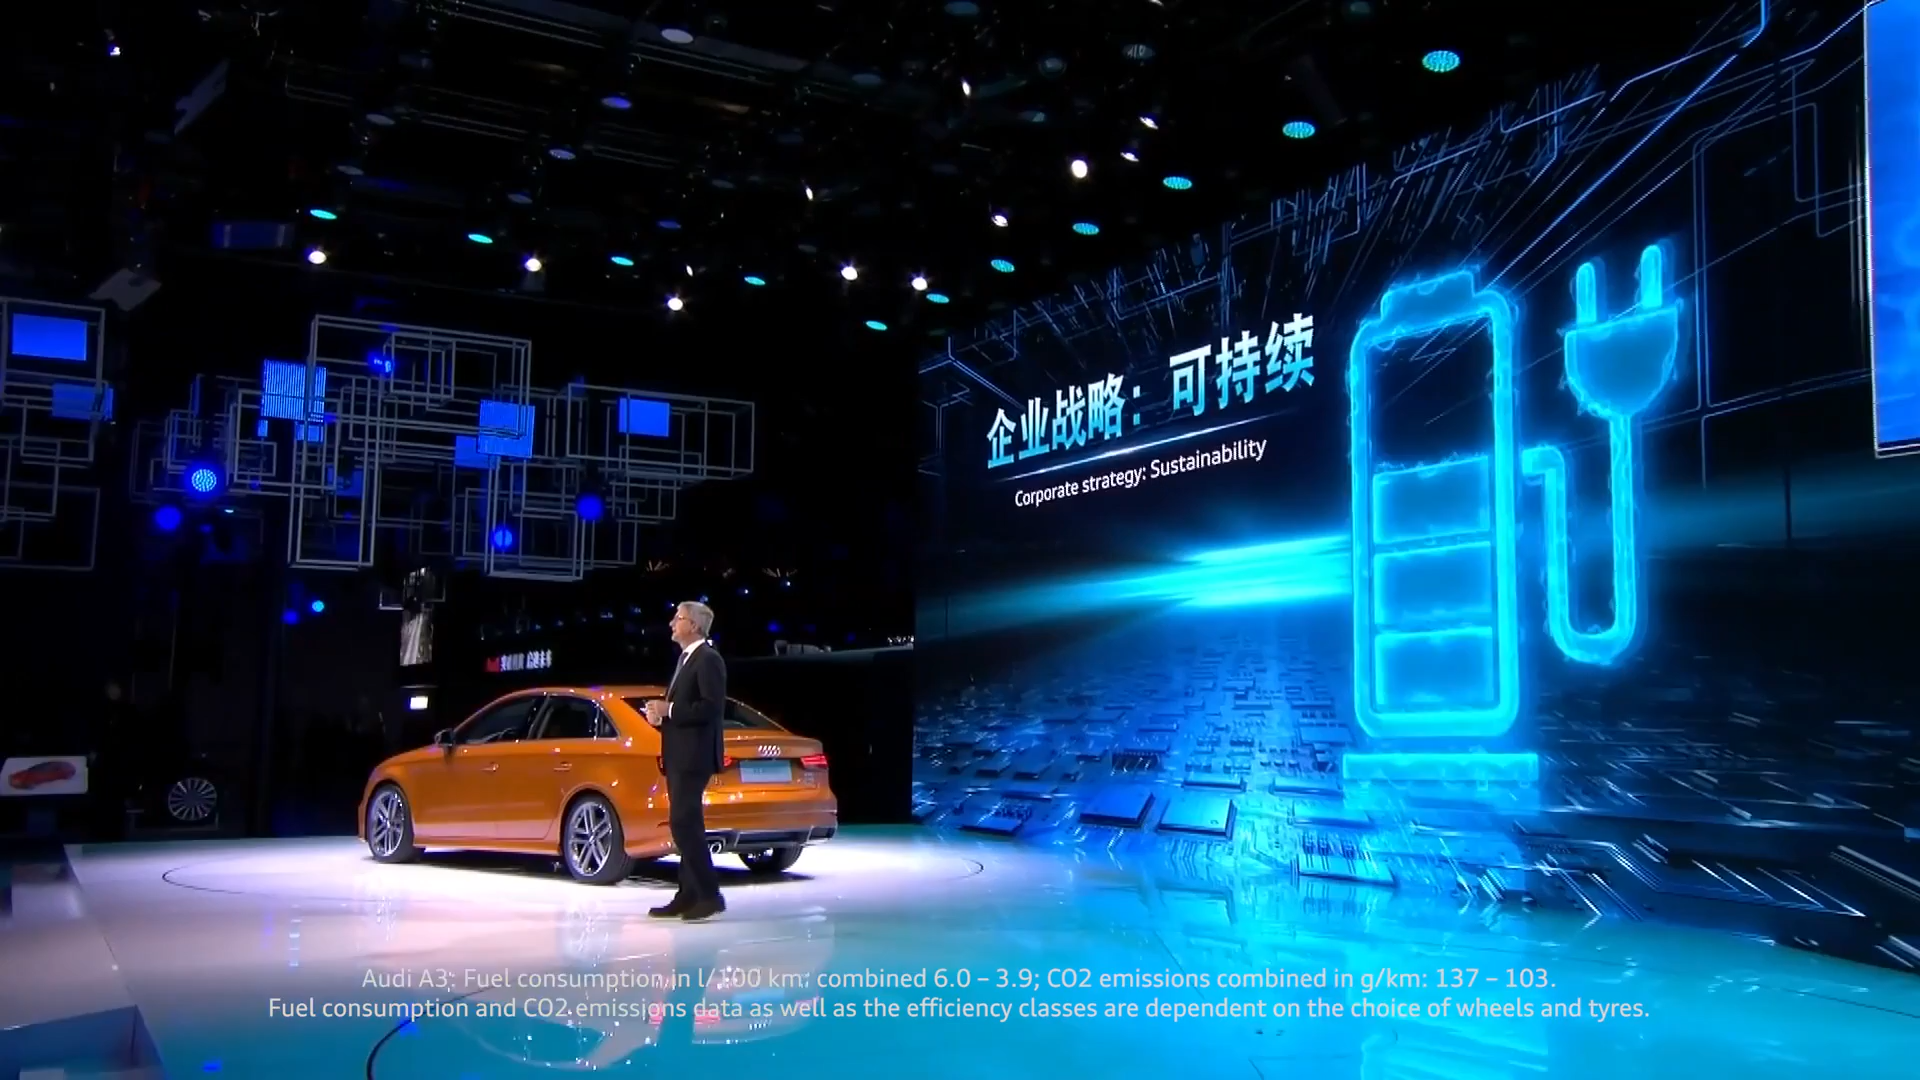 企业战略：可持续
Corporate strategy: Sustainability
Audi A3: Fuel consumption in l/100 km: combined 6.0 – 3.9; CO2 emissions combined in g/km: 137 – 103.
Fuel consumption and CO2 emissions data as well as the efficiency classes are dependent on the choice of wheels and tyres.